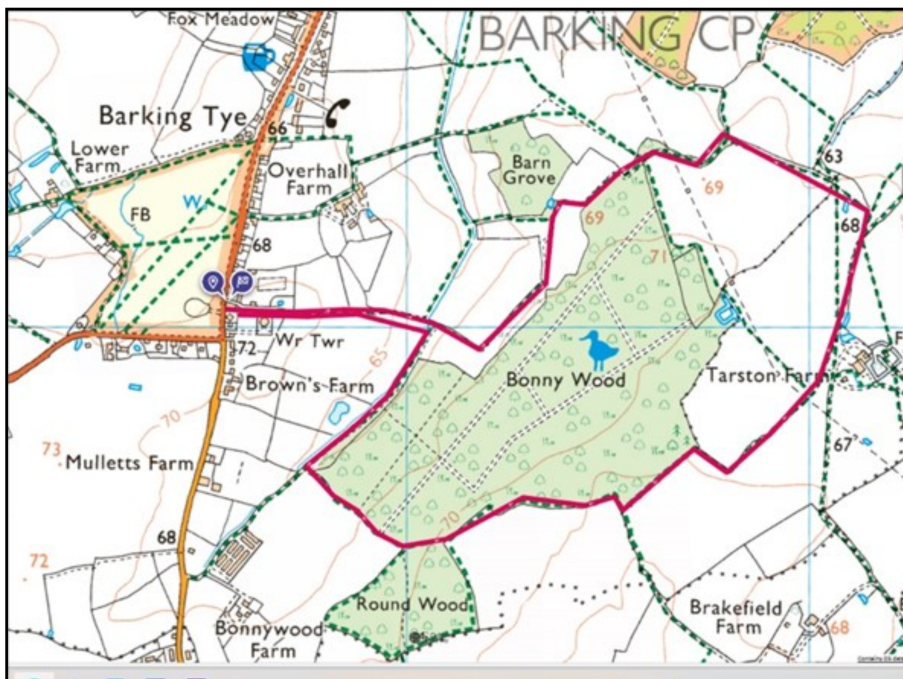 BARKING CP
Fox Meadow
Barking Tye
66
Lower
Farm
Overhall
Farm
Barn
Grove
63
69
W
FB
69
68
68
71
65
Wr Twr
72
Brown's Farm
Bonny Wood
Tarston Farm
70
73
Mulletts Farm
67
70
68
72
Round Wood
Bonnywood
Farm
Brakefield
Farm
68